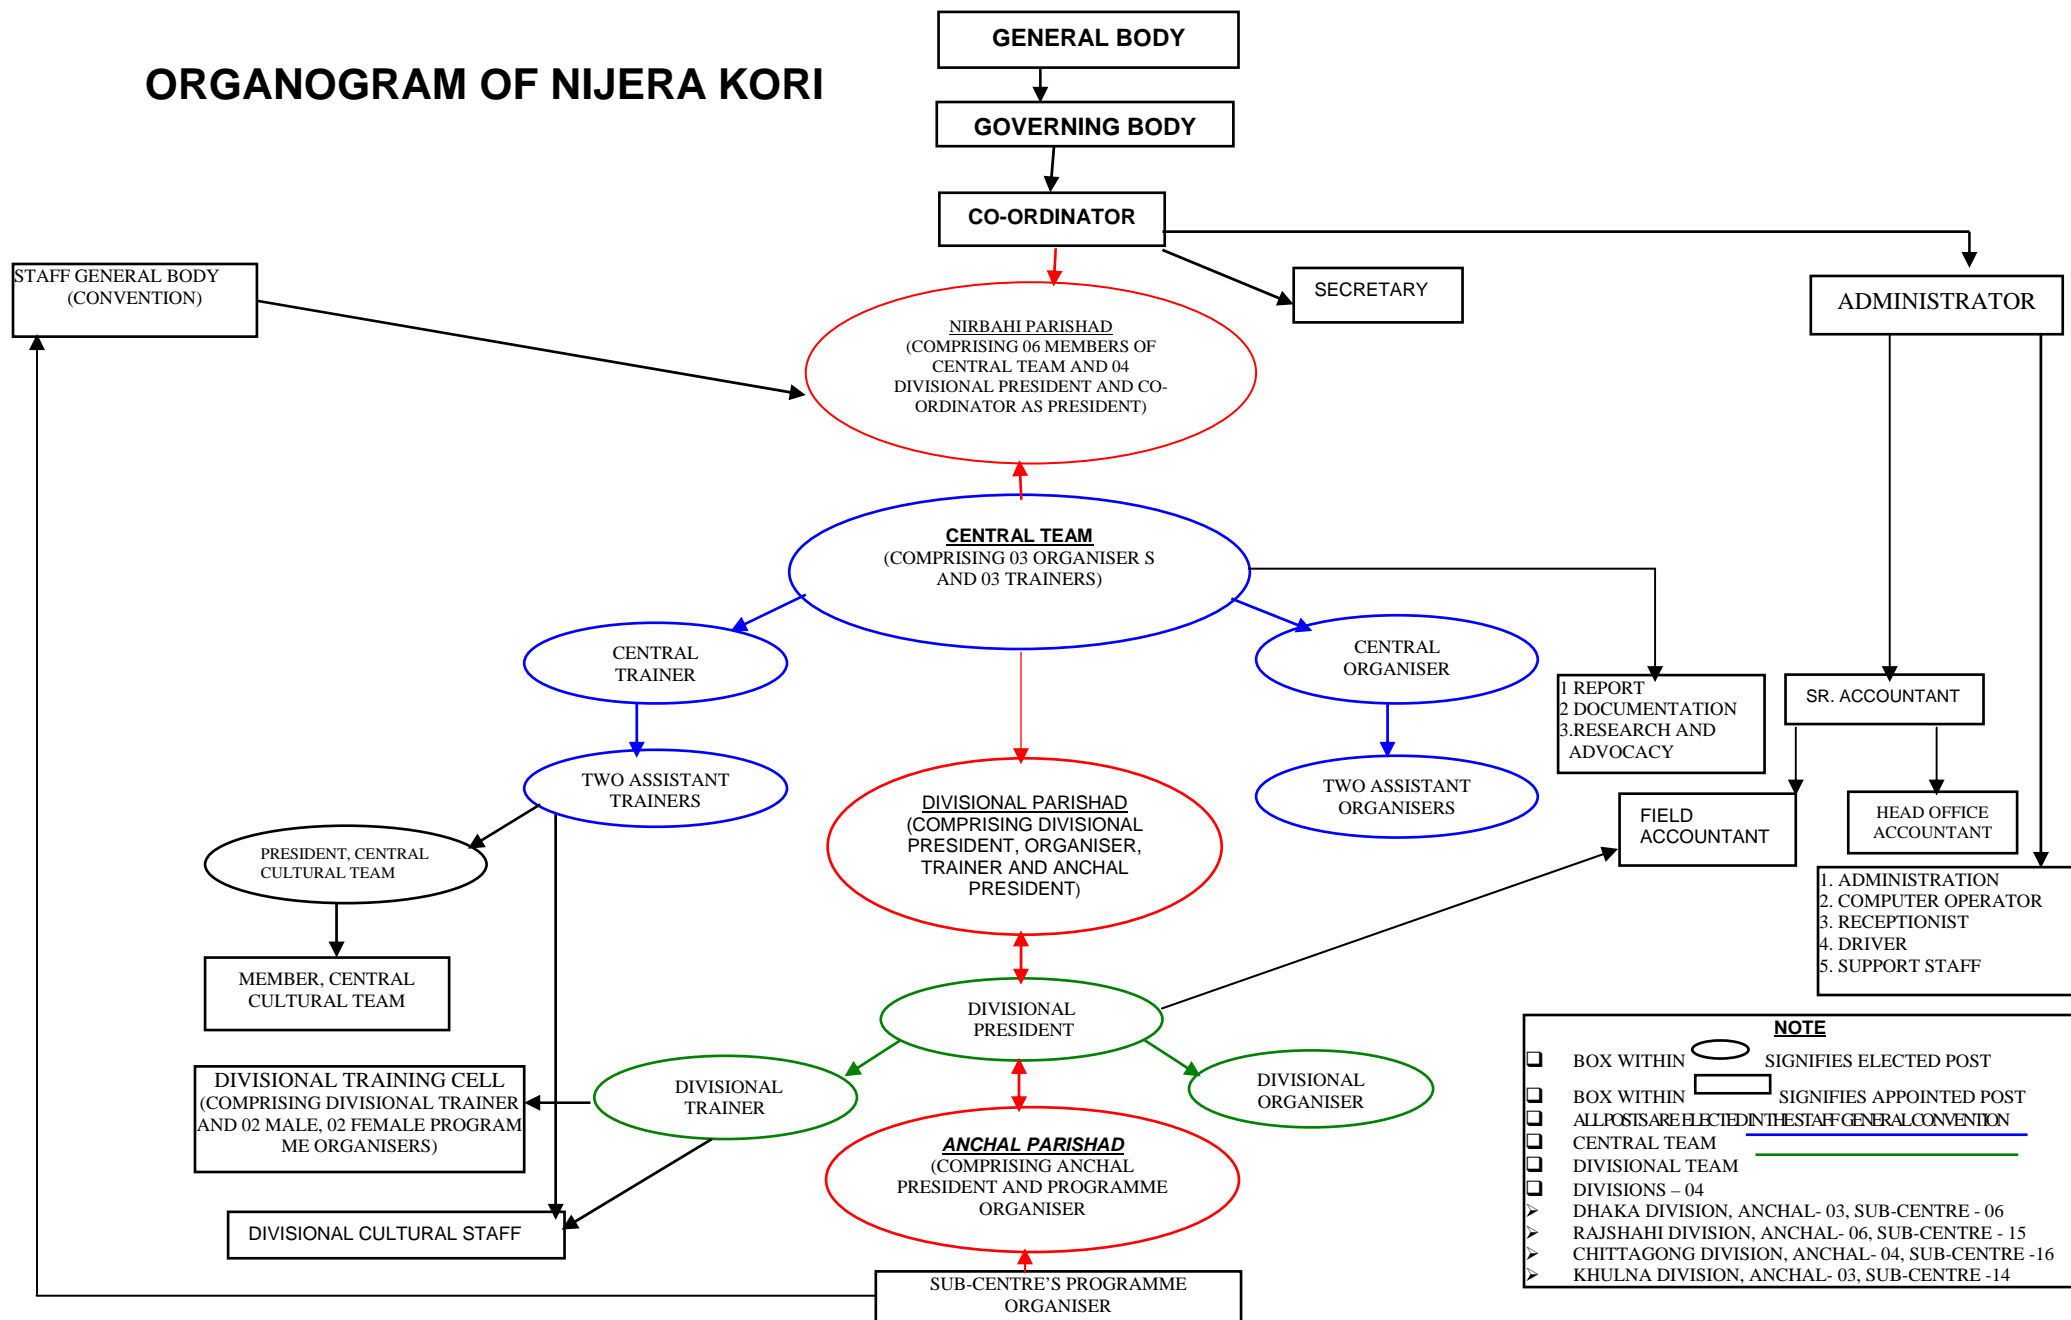 GENERAL BODY
ORGANOGRAM OF NIJERA KORI
GOVERNING BODY
CO-ORDINATOR
STAFF GENERAL BODY
(CONVENTION)
SECRETARY
ADMINISTRATOR
NIRBAHI PARISHAD
(COMPRISING 06 MEMBERS OF
CENTRAL TEAM AND 04
DIVISIONAL PRESIDENT AND CO-
ORDINATOR AS PRESIDENT)
CENTRAL TEAM
(COMPRISING 03 ORGANISER S
AND 03 TRAINERS)
CENTRAL
TRAINER
CENTRAL
ORGANISER
1 REPORT
2 DOCUMENTATION
3.RESEARCH AND
ADVOCACY
SR. ACCOUNTANT
TWO ASSISTANT
TRAINERS
TWO ASSISTANT
ORGANISERS
DIVISIONAL PARISHAD
(COMPRISING DIVISIONAL
PRESIDENT, ORGANISER,
TRAINER AND ANCHAL
PRESIDENT)
FIELD
ACCOUNTANT
HEAD OFFICE
ACCOUNTANT
PRESIDENT, CENTRAL
CULTURAL TEAM
1. ADMINISTRATION
2. COMPUTER OPERATOR
3. RECEPTIONIST
4. DRIVER
5. SUPPORT STAFF
MEMBER, CENTRAL
CULTURAL TEAM
DIVISIONAL
PRESIDENT
DIVISIONAL TRAINING CELL
(COMPRISING DIVISIONAL TRAINER
AND 02 MALE, 02 FEMALE PROGRAM
ME ORGANISERS)
DIVISIONAL
TRAINER
DIVISIONAL
ORGANISER
ANCHAL PARISHAD
(COMPRISING ANCHAL
PRESIDENT AND PROGRAMME
ORGANISER
DIVISIONAL CULTURAL STAFF
SUB-CENTRE’S PROGRAMME
ORGANISER
NOTE
❑ BOX WITHIN SIGNIFIES ELECTED POST
❑ BOX WITHIN SIGNIFIES APPOINTED POST
❑ ALL POSTS ARE ELECTED IN THE STAFF GENERAL CONVENTION
❑ CENTRAL TEAM
❑ DIVISIONAL TEAM
❑ DIVISIONS – 04
➢ DHAKA DIVISION, ANCHAL- 03, SUB-CENTRE - 06
➢ RAJSHAHI DIVISION, ANCHAL- 06, SUB-CENTRE - 15
➢ CHITTAGONG DIVISION, ANCHAL- 04, SUB-CENTRE -16
➢ KHULNA DIVISION, ANCHAL- 03, SUB-CENTRE -14